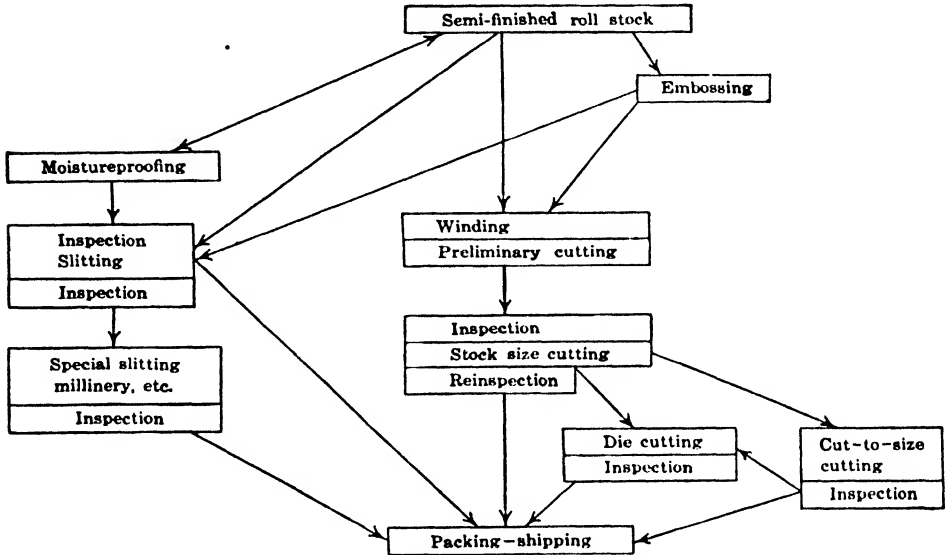 Semi-finished roll stock
Embossing
Moistureproofing
Inspection
Slitting
Inspection
Winding
Preliminary cutting
Inspection
Stock size cutting
Reinspection
Special slitting
millinery, etc.
Inspection
Die cutting
Inspection
Cut-to-size
cutting
Inspection
Packing-shipping